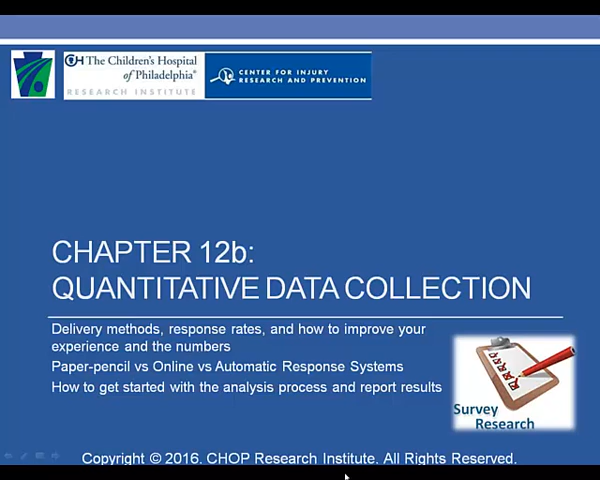 CH The Children's Hospital
of Philadelphia®
RESEARCH INSTITUTE
CENTER FOR INJURY
RESEARCH AND PREVENTION
CHAPTER 12b:
QUANTITATIVE DATA COLLECTION
Delivery methods, response rates, and how to improve your
experience and the numbers
Paper-pencil vs Online vs Automatic Response Systems
How to get started with the analysis process and report results
Survey
Research
Copyright © 2016. CHOP Research Institute. All Rights Reserved.